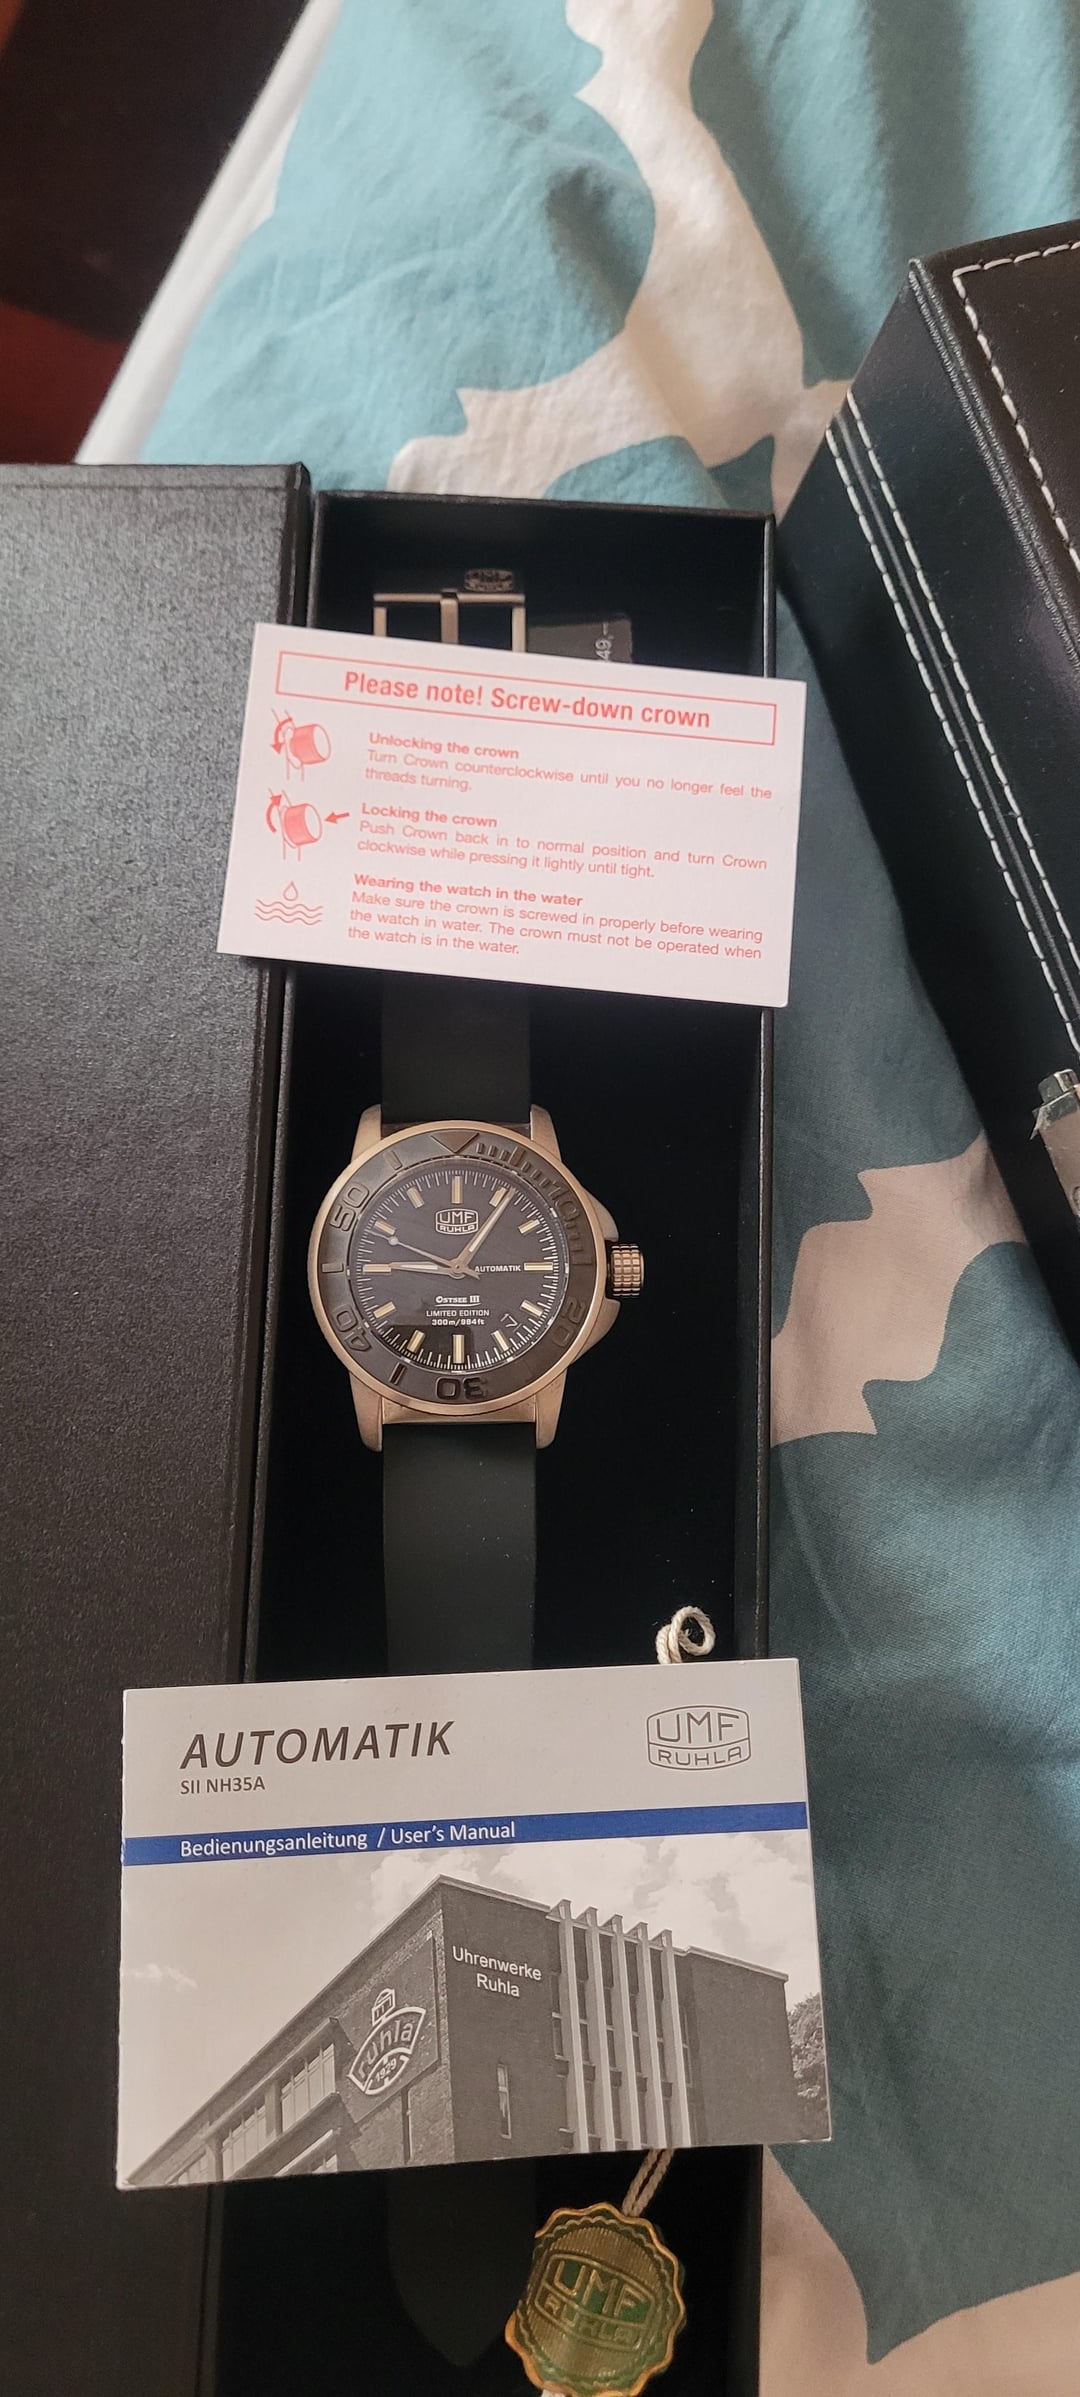 49,–
Please note! Screw-down crown
Unlocking the crown
Turn Crown counterclockwise until you no longer feel the
threads turning.
Locking the crown
Push Crown back in to normal position and turn Crown
clockwise while pressing it lightly until tight.
Wearing the watch in the water
Make sure the crown is screwed in properly before wearing
the watch in water. The crown must not be operated when
the watch is in the water.
50
10
20
30
40
UMF
RUHLA
AUTOMATIK
OSTSEE III
LIMITED EDITION
300m/984ft
AUTOMATIK
SII NH35A
UMF
RUHLA
Bedienungsanleitung / User's Manual
Uhrenwerke
Ruhla
ruhla
1929
UMF
RUHLA